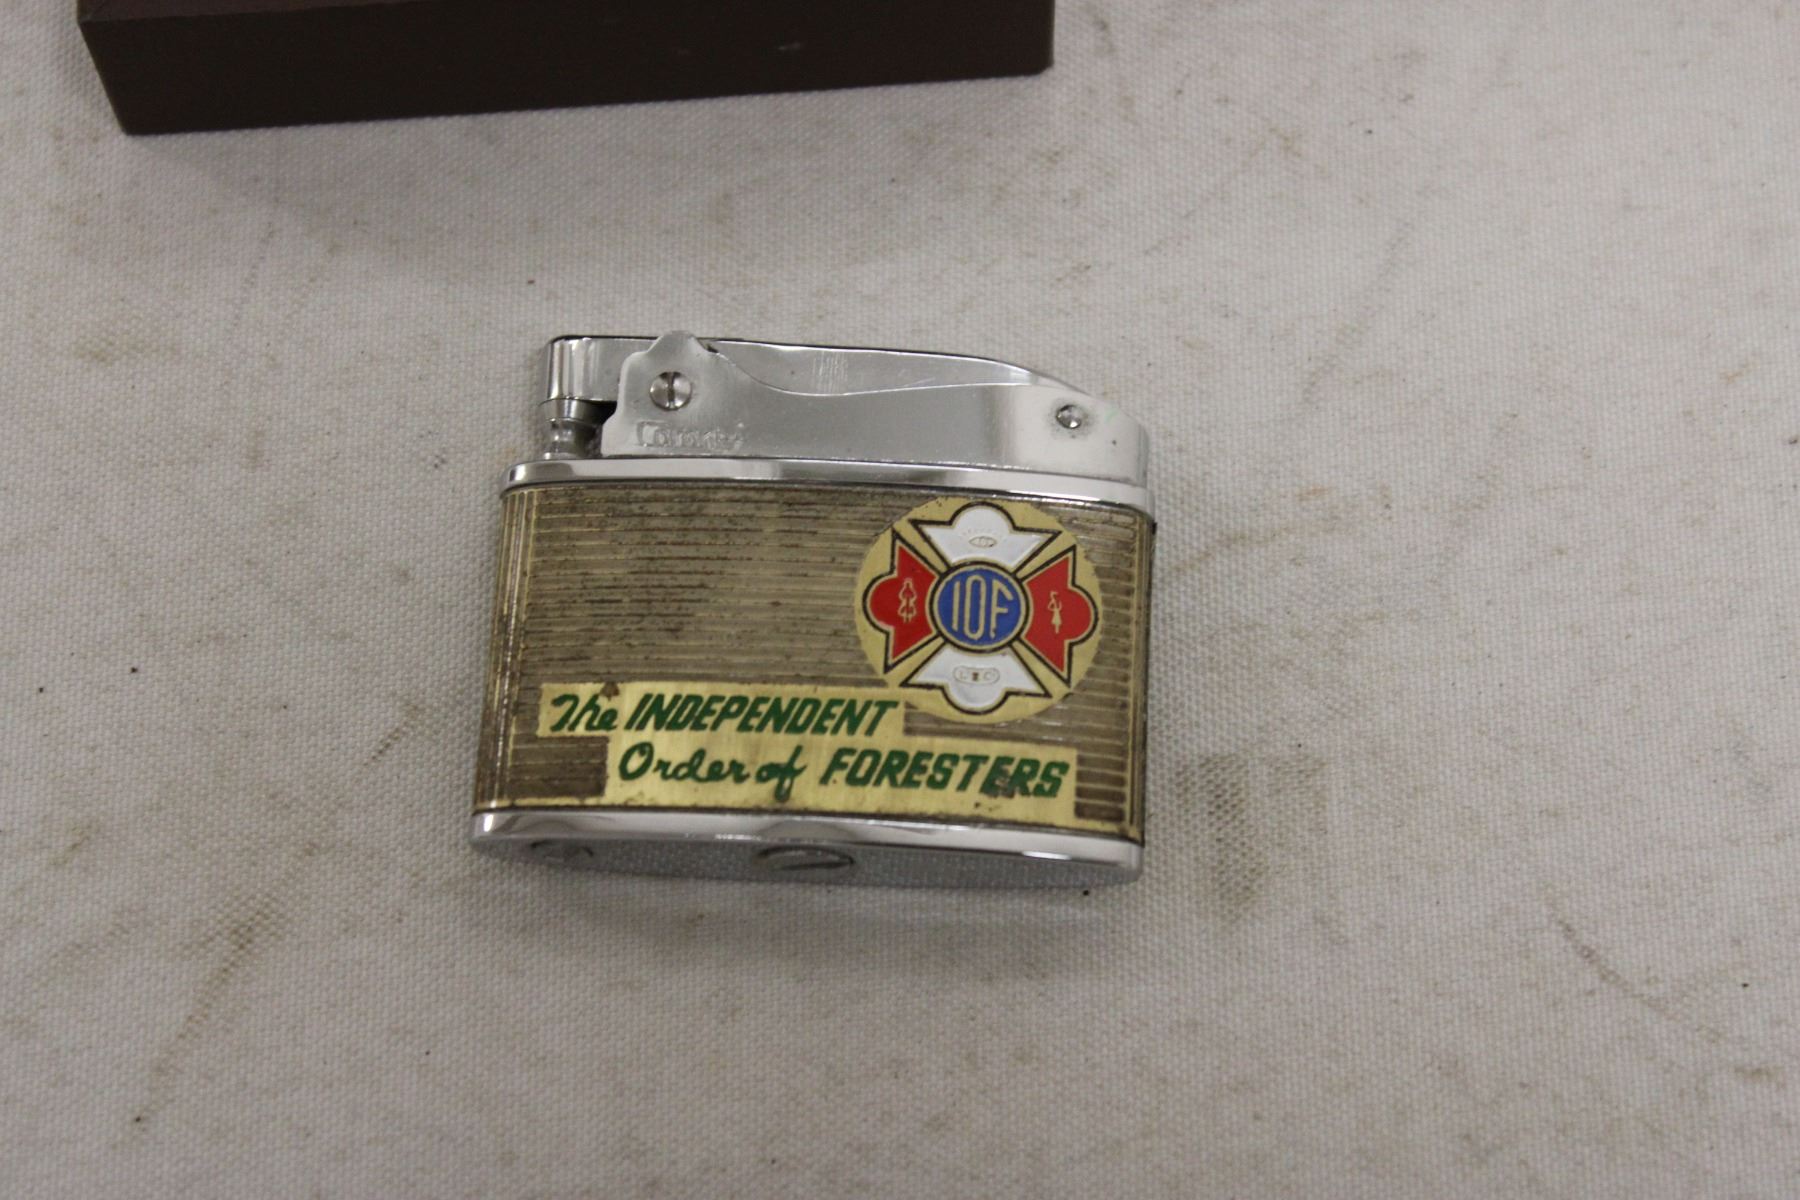 IOF
The INDEPENDENT
Order of FORESTERS